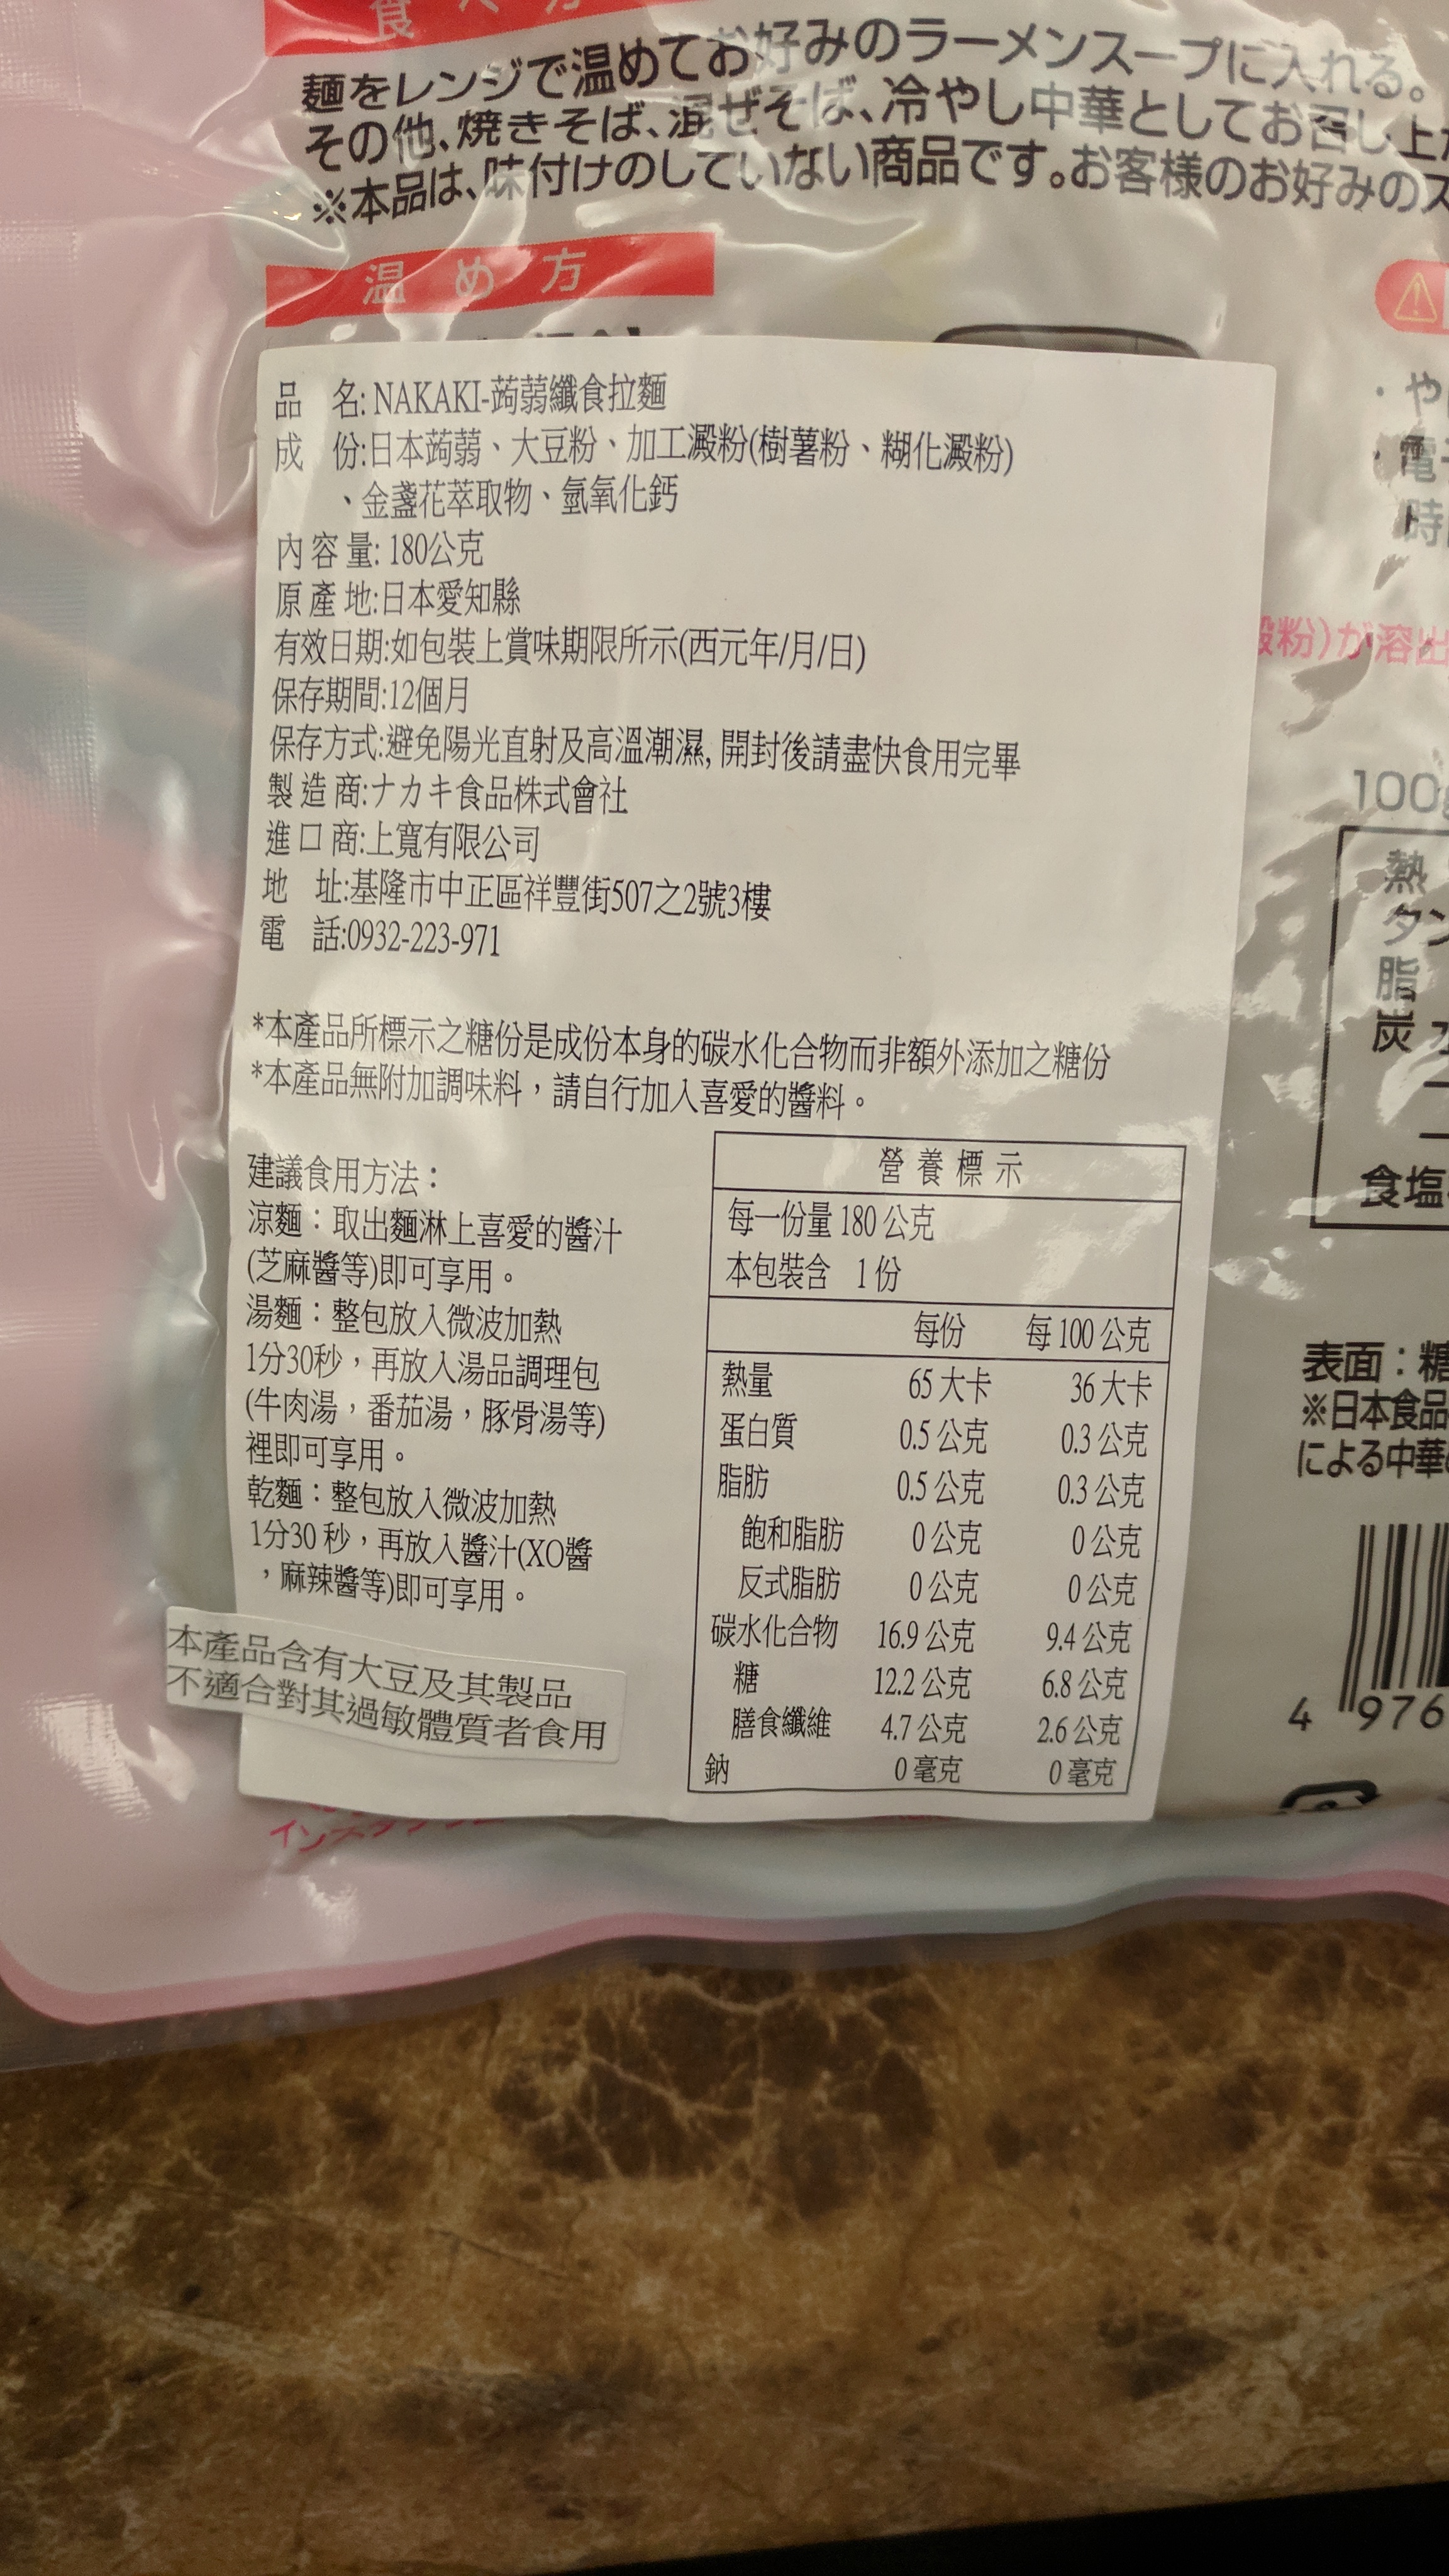 食べ方
麺をレンジで温めてお好みのラーメンスープに入れる。
その他、焼きそば、混ぜそば、冷やし中華としてお召し上が
※本品は、味付けのしていない商品です。お客様のお好みのス
温め方
品 名: NAKAKI-蒟蒻纖食拉麵
成 份:日本蒟蒻、大豆粉、加工澱粉(樹薯粉、糊化澱粉)
、金盞花萃取物、氫氧化鈣
內容量: 180公克
原產地:日本愛知縣
有效日期:如包裝上賞味期限所示(西元年/月/日)
保存期間:12個月
保存方式:避免陽光直射及高溫潮濕, 開封後請盡快食用完畢
製造商:ナカキ食品株式會社
進口商:上寬有限公司
地 址:基隆市中正區祥豐街507之2號3樓
電 話:0932-223-971
*本產品所標示之糖份是成份本身的碳水化合物而非額外添加之糖份
*本產品無附加調味料，請自行加入喜愛的醬料。
建議食用方法：
涼麵：取出麵淋上喜愛的醬汁
(芝麻醬等)即可享用。
湯麵：整包放入微波加熱
1分30秒，再放入湯品調理包
(牛肉湯，番茄湯，豚骨湯等)
裡即可享用。
乾麵：整包放入微波加熱
1分30 秒，再放入醬汁(XO醬
，麻辣醬等)即可享用。
本產品含有大豆及其製品
不適合對其過敏體質者食用
營養標示
每一份量 180 公克
本包裝含 1 份
每份 每 100 公克
熱量 65 大卡 36 大卡
蛋白質 0.5 公克 0.3 公克
脂肪 0.5 公克 0.3 公克
飽和脂肪 0 公克 0 公克
反式脂肪 0 公克 0 公克
碳水化合物 16.9 公克 9.4 公克
糖 12.2 公克 6.8 公克
膳食纖維 4.7 公克 2.6 公克
鈉 0 毫克 0 毫克
・や
・電子
時
粉)が溶出
100g
熱
タン
脂
炭 水
食塩
表面：糖
※日本食品
による中華
4 976
インスタ